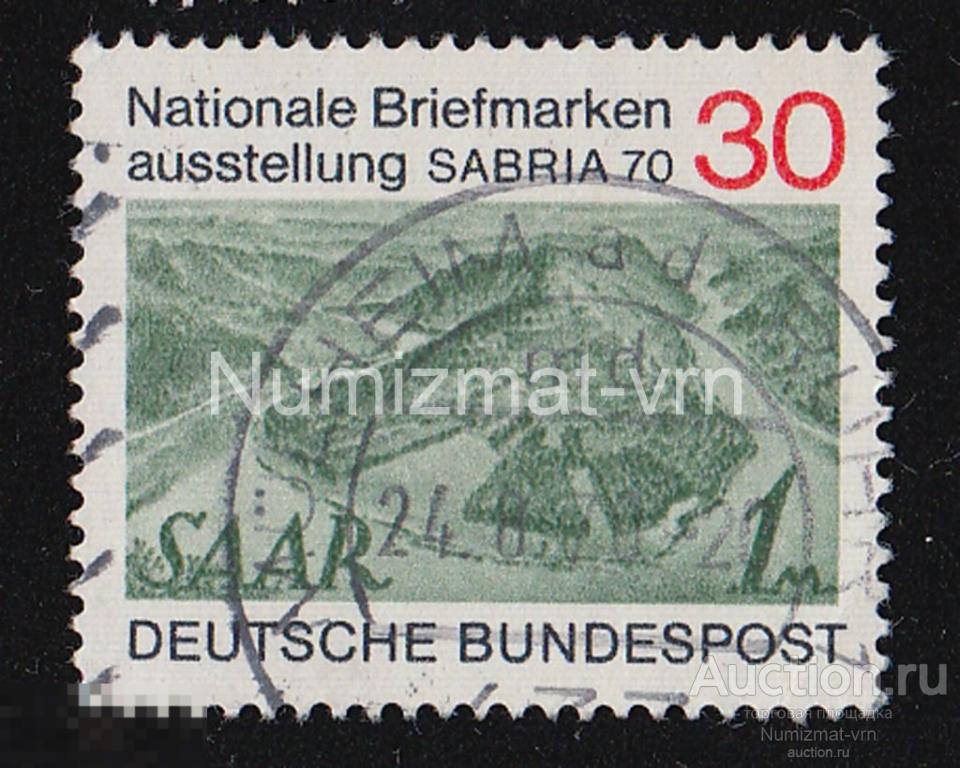 Nationale Briefmarken 30
ausstellung SABRIA 70
Numizmat-vrn
SAAR 1m
DEUTSCHE BUNDESPOST
Auction.ru
торговая площадка
Numizmat-vrn
auction.ru